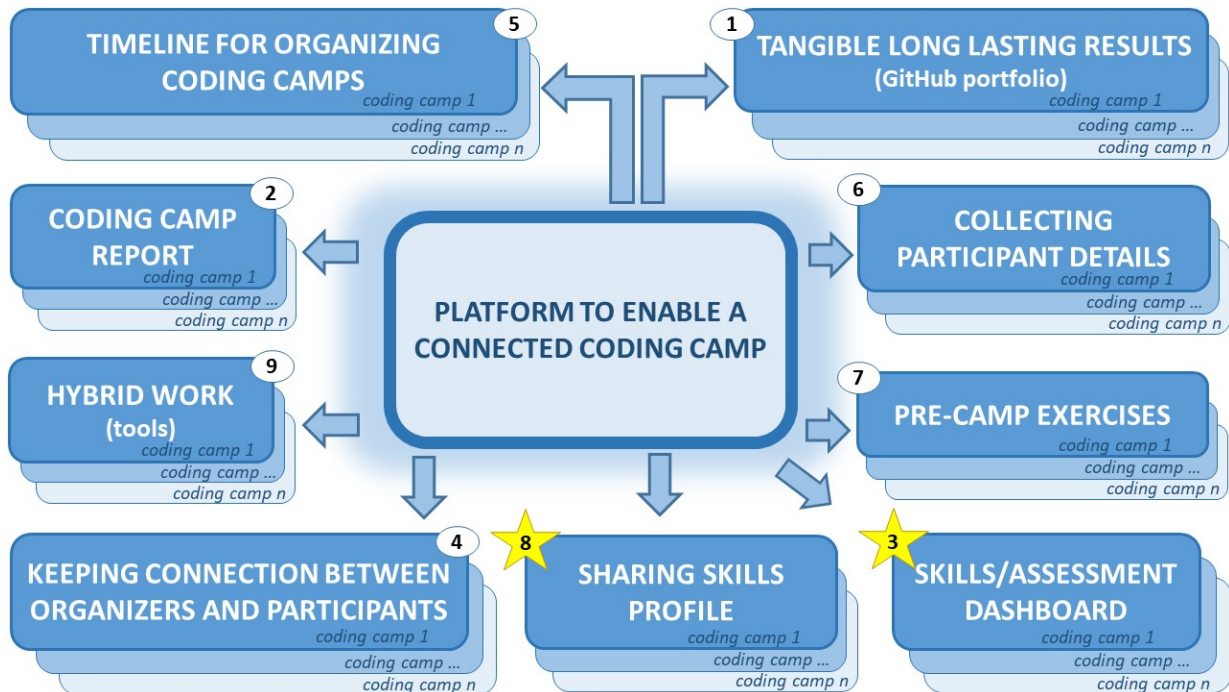 5
TIMELINE FOR ORGANIZING
CODING CAMPS
coding camp 1
coding camp ...
coding camp n
1
TANGIBLE LONG LASTING RESULTS
(GitHub portfolio)
coding camp 1
coding camp ...
coding camp n
2
CODING CAMP
REPORT
coding camp 1
coding camp ...
coding camp n
PLATFORM TO ENABLE A
CONNECTED CODING CAMP
6
COLLECTING
PARTICIPANT DETAILS
coding camp 1
coding camp ...
coding camp n
9
HYBRID WORK
(tools)
coding camp 1
coding camp ...
coding camp n
7
PRE-CAMP EXERCISES
coding camp 1
coding camp ...
coding camp n
4
KEEPING CONNECTION BETWEEN
ORGANIZERS AND PARTICIPANTS
coding camp 1
coding camp ...
coding camp n
8
SHARING SKILLS
PROFILE
coding camp 1
coding camp ...
coding camp n
3
SKILLS/ASSESSMENT
DASHBOARD
coding camp 1
coding camp ...
coding camp n